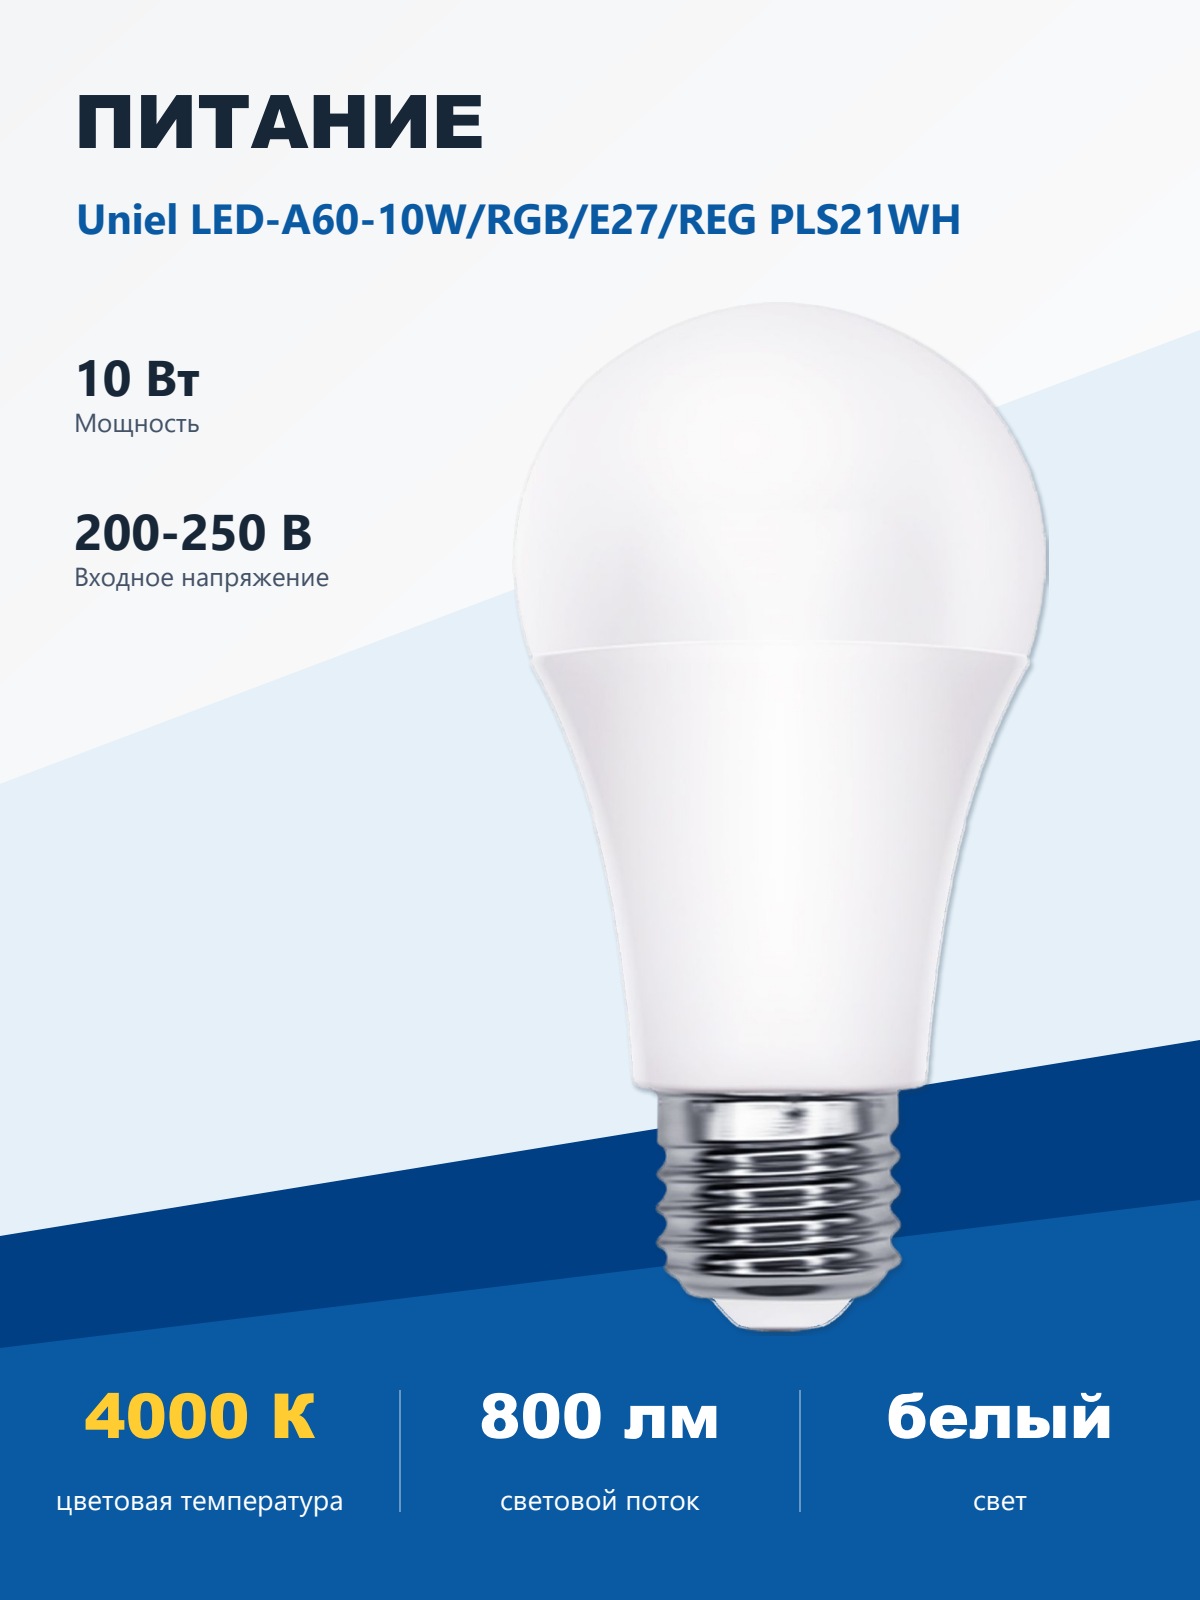 ПИТАНИЕ
Uniel LED-A60-10W/RGB/E27/REG PLS21WH
10 Вт
Мощность
200-250 В
Входное напряжение
4000 К
цветовая температура
800 лм
световой поток
белый
свет